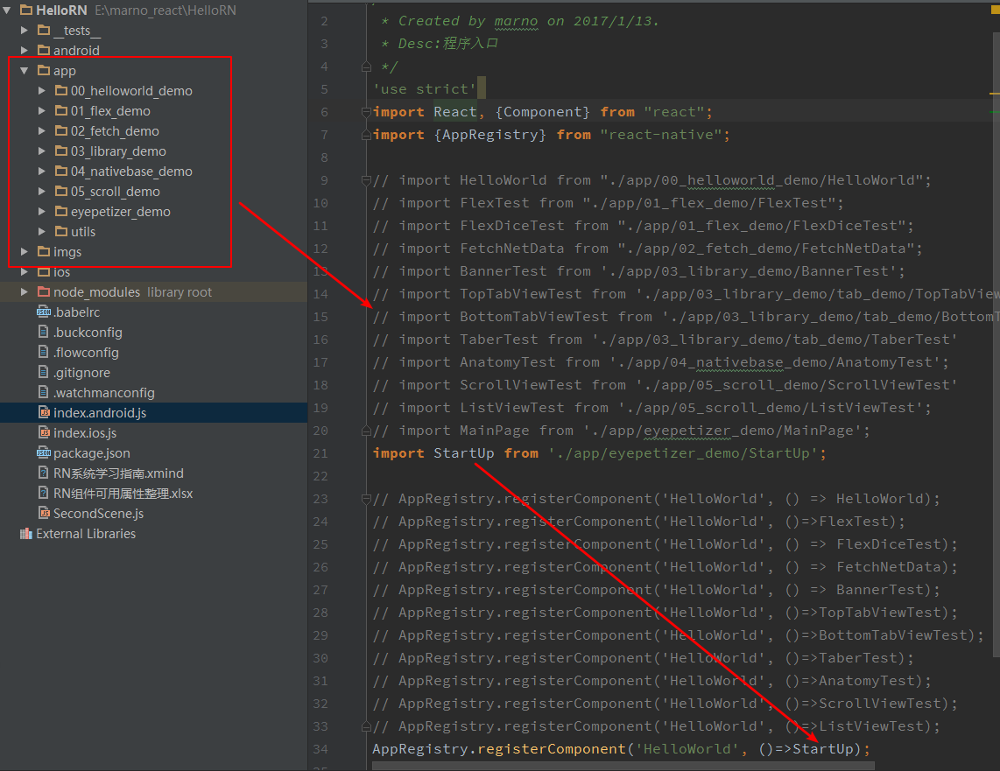 HelloRN E:\marno_react\HelloRN
__tests__
android
app
00_helloworld_demo
01_flex_demo
02_fetch_demo
03_library_demo
04_nativebase_demo
05_scroll_demo
eyepetizer_demo
utils
imgs
ios
node_modules library root
.babelrc
.buckconfig
.flowconfig
.gitignore
.watchmanconfig
index.android.js
index.ios.js
package.json
RN系统学习指南.xmind
RN组件可用属性整理.xlsx
SecondScene.js
External Libraries
2 * Created by marno on 2017/1/13.
3 * Desc:程序入口
4 */
5 'use strict'
6 import React, {Component} from "react";
7 import {AppRegistry} from "react-native";
8
9 // import HelloWorld from "./app/00_helloworld_demo/HelloWorld";
10 // import FlexTest from "./app/01_flex_demo/FlexTest";
11 // import FlexDiceTest from "./app/01_flex_demo/FlexDiceTest";
12 // import FetchNetData from "./app/02_fetch_demo/FetchNetData";
13 // import BannerTest from './app/03_library_demo/BannerTest';
14 // import TopTabViewTest from './app/03_library_demo/tab_demo/TopTabView
15 // import BottomTabViewTest from './app/03_library_demo/tab_demo/BottomT
16 // import TaberTest from './app/03_library_demo/tab_demo/TaberTest'
17 // import AnatomyTest from './app/04_nativebase_demo/AnatomyTest';
18 // import ScrollViewTest from './app/05_scroll_demo/ScrollViewTest'
19 // import ListViewTest from './app/05_scroll_demo/ListViewTest';
20 // import MainPage from './app/eyepetizer_demo/MainPage';
21 import StartUp from './app/eyepetizer_demo/StartUp';
22
23 // AppRegistry.registerComponent('HelloWorld', () => HelloWorld);
24 // AppRegistry.registerComponent('HelloWorld', ()=>FlexTest);
25 // AppRegistry.registerComponent('HelloWorld', () => FlexDiceTest);
26 // AppRegistry.registerComponent('HelloWorld', () => FetchNetData);
27 // AppRegistry.registerComponent('HelloWorld', () => BannerTest);
28 // AppRegistry.registerComponent('HelloWorld', ()=>TopTabViewTest);
29 // AppRegistry.registerComponent('HelloWorld', ()=>BottomTabViewTest);
30 // AppRegistry.registerComponent('HelloWorld', ()=>TaberTest);
31 // AppRegistry.registerComponent('HelloWorld', ()=>AnatomyTest);
32 // AppRegistry.registerComponent('HelloWorld', ()=>ScrollViewTest);
33 // AppRegistry.registerComponent('HelloWorld', ()=>ListViewTest);
34 AppRegistry.registerComponent('HelloWorld', ()=>StartUp);